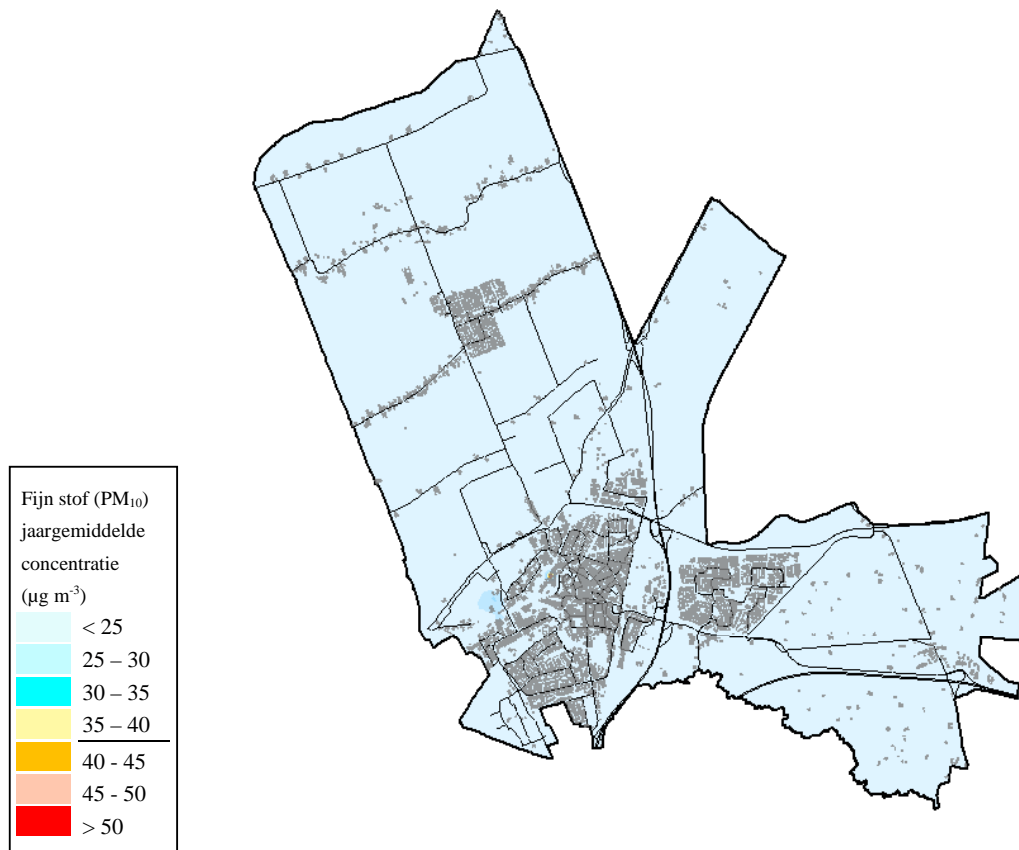 Fijn stof (PM₁₀)
jaargemiddelde
concentratie
(µg m⁻³)
< 25
25 – 30
30 – 35
35 – 40
40 - 45
45 - 50
> 50